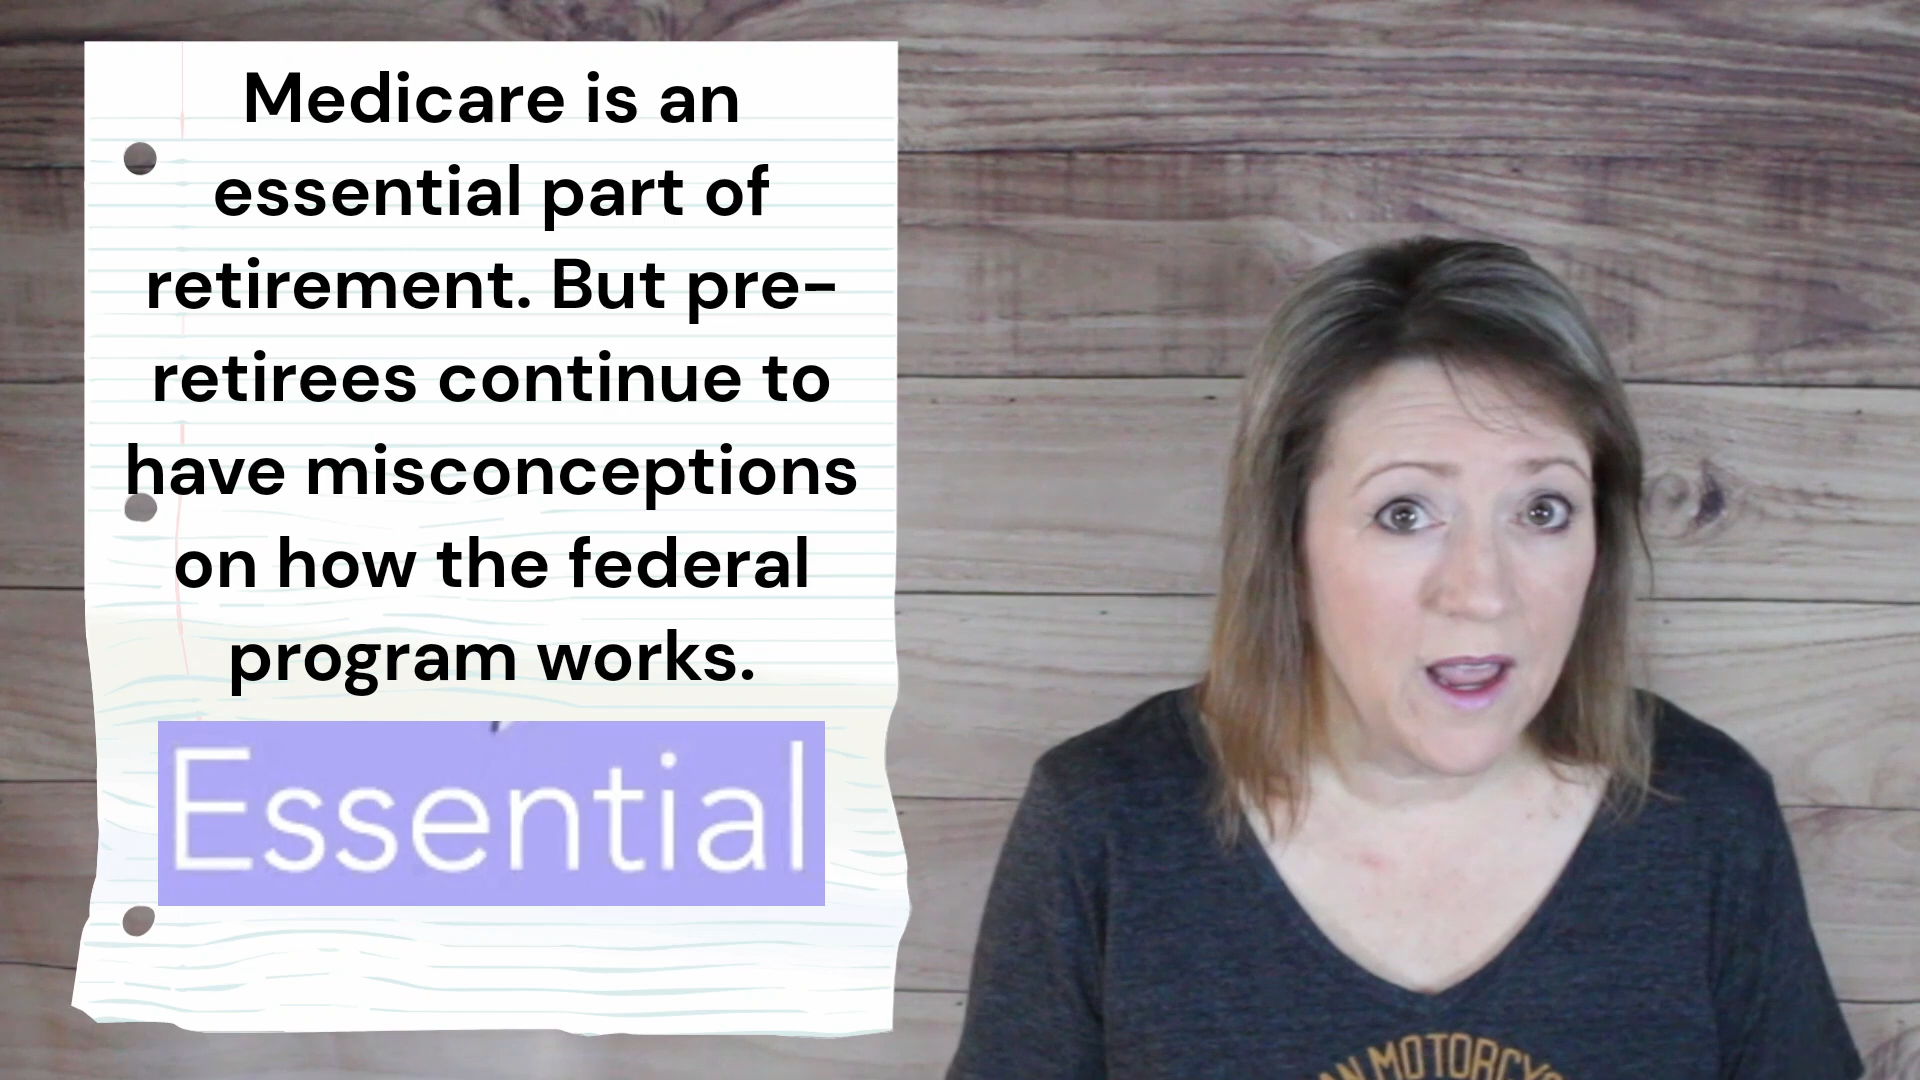 Medicare is an
essential part of
retirement. But pre-
retirees continue to
have misconceptions
on how the federal
program works.
Essential
MOTORCY